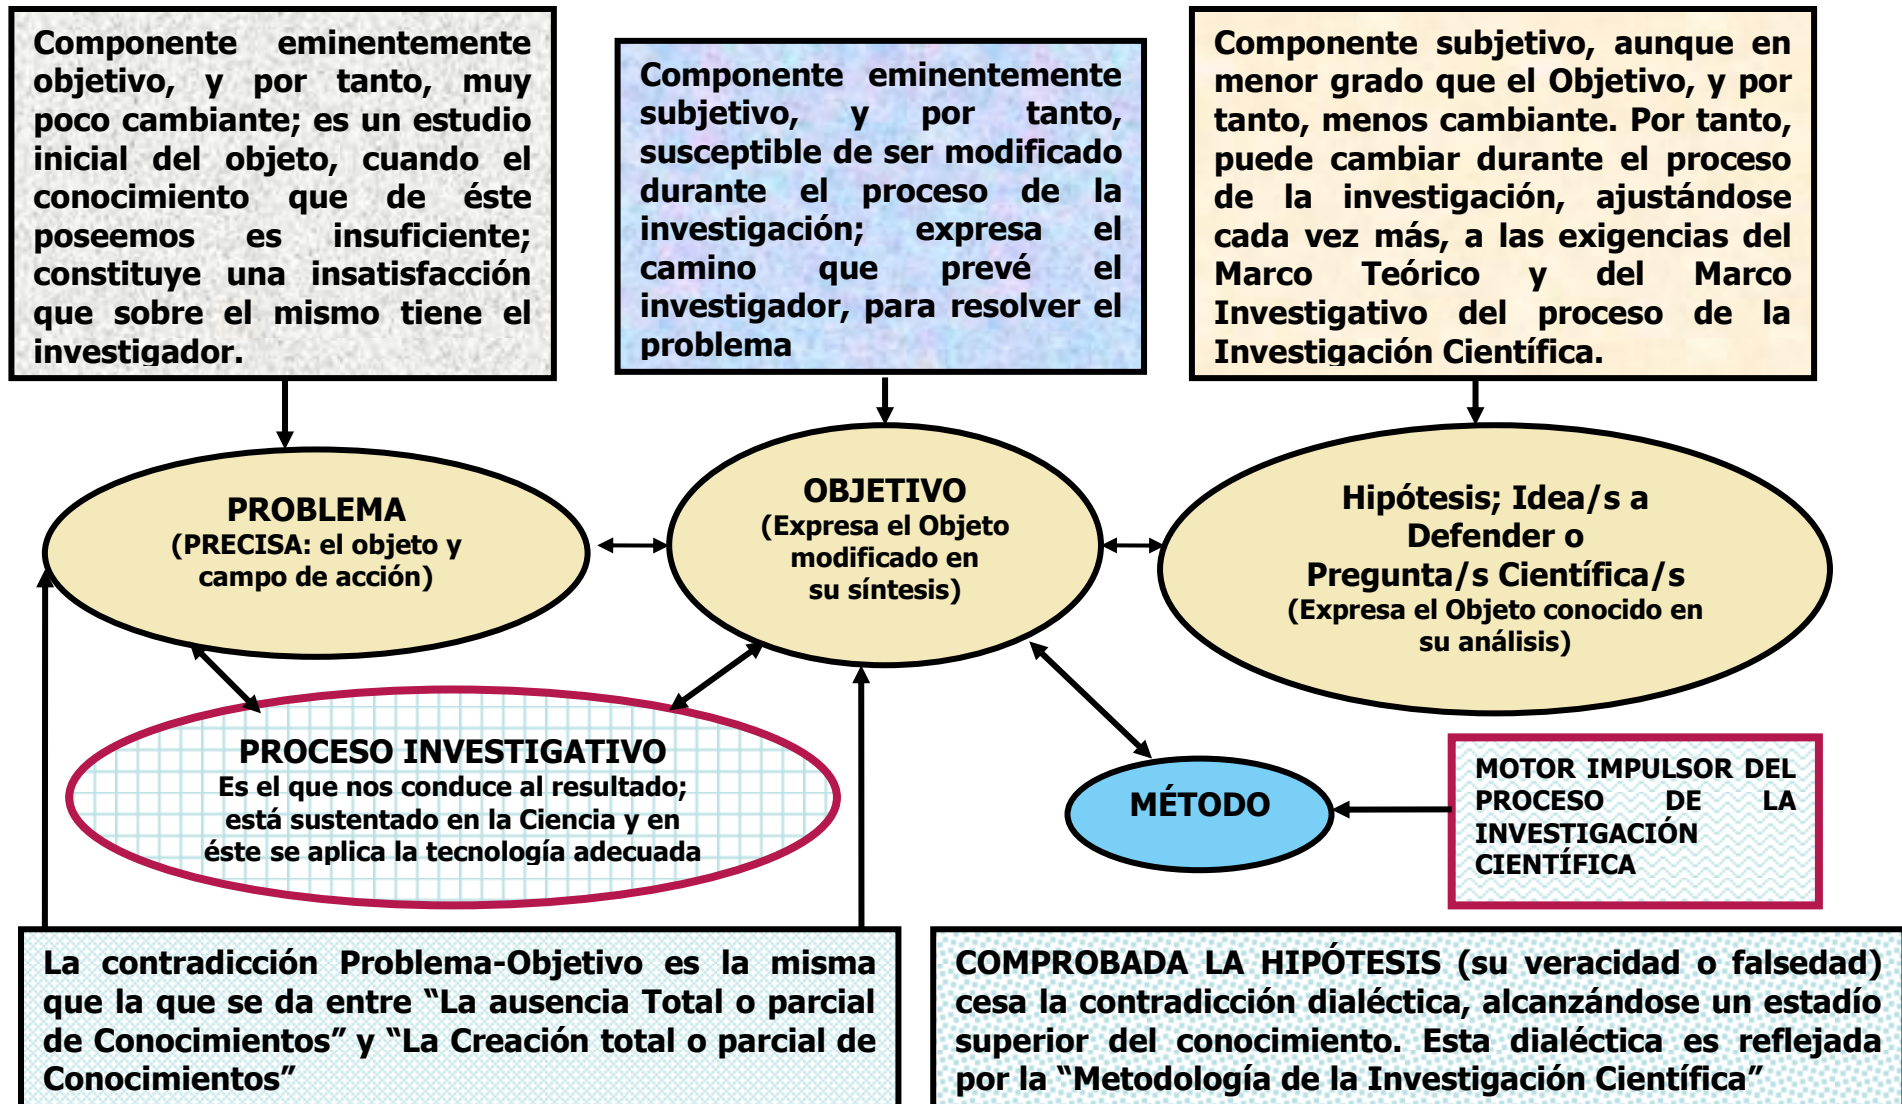 Componente eminentemente
objetivo, y por tanto, muy
poco cambiante; es un estudio
inicial del objeto, cuando el
conocimiento que de éste
poseemos es insuficiente;
constituye una insatisfacción
que sobre el mismo tiene el
investigador.
Componente eminentemente
subjetivo, y por tanto,
susceptible de ser modificado
durante el proceso de la
investigación; expresa el
camino que prevé el
investigador, para resolver el
problema
Componente subjetivo, aunque en
menor grado que el Objetivo, y por
tanto, menos cambiante. Por tanto,
puede cambiar durante el proceso
de la investigación, ajustándose
cada vez más, a las exigencias del
Marco Teórico y del Marco
Investigativo del proceso de la
Investigación Científica.
PROBLEMA
(PRECISA: el objeto y
campo de acción)
OBJETIVO
(Expresa el Objeto
modificado en
su síntesis)
Hipótesis; Idea/s a
Defender o
Pregunta/s Científica/s
(Expresa el Objeto conocido en
su análisis)
PROCESO INVESTIGATIVO
Es el que nos conduce al resultado;
está sustentado en la Ciencia y en
éste se aplica la tecnología adecuada
MÉTODO
MOTOR IMPULSOR DEL
PROCESO DE LA
INVESTIGACIÓN
CIENTÍFICA
La contradicción Problema-Objetivo es la misma
que la que se da entre “La ausencia Total o parcial
de Conocimientos” y “La Creación total o parcial de
Conocimientos”
COMPROBADA LA HIPÓTESIS (su veracidad o falsedad)
cesa la contradicción dialéctica, alcanzándose un estadío
superior del conocimiento. Esta dialéctica es reflejada
por la “Metodología de la Investigación Científica”